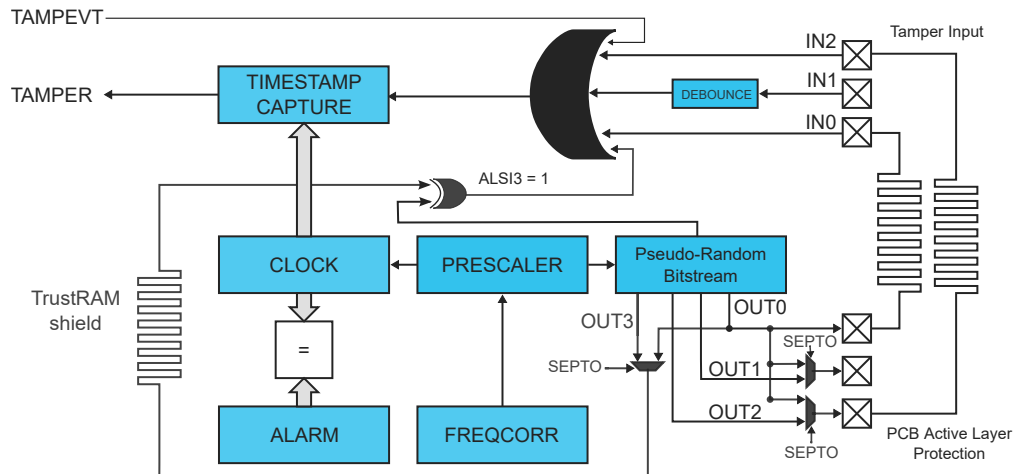 TAMPEVT
Tamper Input
IN2
TIMESTAMP
CAPTURE
TAMPER
DEBOUNCE
IN1
IN0
ALSI3 = 1
CLOCK
PRESCALER
Pseudo-Random
Bitstream
TrustRAM
shield
OUT3
OUT0
=
SEPTO
SEPTO
OUT1
OUT2
ALARM
FREQCORR
SEPTO
PCB Active Layer
Protection